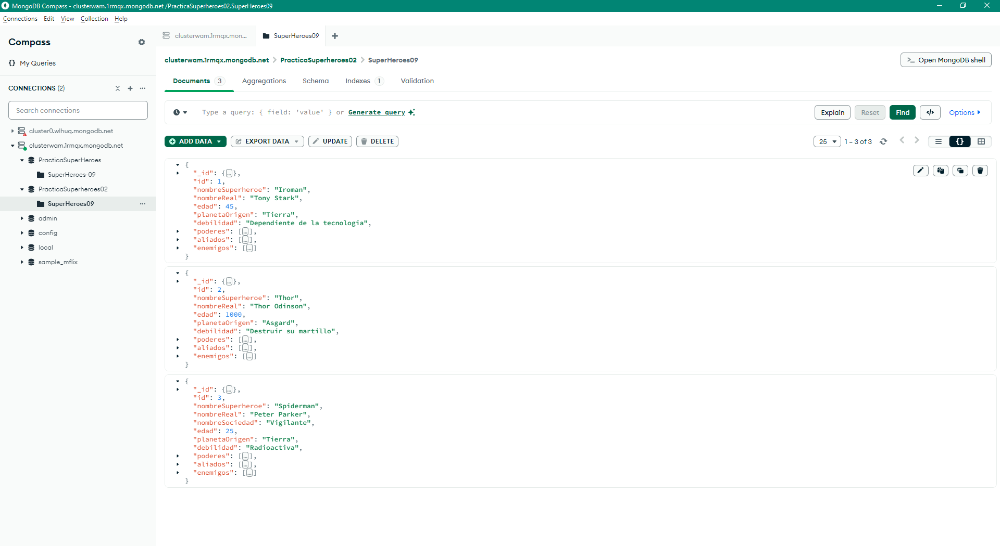 MongoDB Compass - clusterwam.1rmqx.mongodb.net /PracticaSuperheroes02.SuperHeroes09
Connections Edit View Collection Help
Compass
{} My Queries
CONNECTIONS (2)
Search connections
cluster0.wlhuq.mongodb.net
clusterwam.1rmqx.mongodb.net
PracticaSuperHeroes
SuperHeroes-09
PracticaSuperheroes02
SuperHeroes09
admin
config
local
sample_mflix
clusterwam.1rmqx.mon...
SuperHeroes09
clusterwam.1rmqx.mongodb.net > PracticaSuperheroes02 > SuperHeroes09
>_ Open MongoDB shell
Documents 3 Aggregations Schema Indexes 1 Validation
Type a query: { field: 'value' } or Generate query
Explain Reset Find </> Options
ADD DATA EXPORT DATA UPDATE DELETE
25 1 – 3 of 3 {}
{
"_id": {…},
"id": 1,
"nombreSuperheroe": "Iroman",
"nombreReal": "Tony Stark",
"edad": 45,
"planetaOrigen": "Tierra",
"debilidad": "Dependiente de la tecnologia",
"poderes": […],
"aliados": […],
"enemigos": […]
}
{
"_id": {…},
"id": 2,
"nombreSuperheroe": "Thor",
"nombreReal": "Thor Odinson",
"edad": 1000,
"planetaOrigen": "Asgard",
"debilidad": "Destruir su martillo",
"poderes": […],
"aliados": […],
"enemigos": […]
}
{
"_id": {…},
"id": 3,
"nombreSuperheroe": "Spiderman",
"nombreReal": "Peter Parker",
"nombreSociedad": "Vigilante",
"edad": 25,
"planetaOrigen": "Tierra",
"debilidad": "Radioactiva",
"poderes": […],
"aliados": […],
"enemigos": […]
}